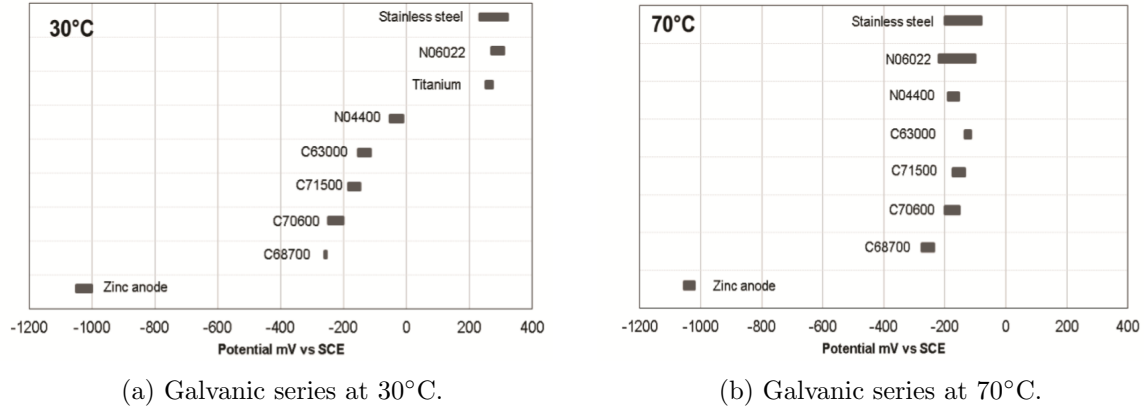 30°C
Stainless steel
N06022
Titanium
N04400
C63000
C71500
C70600
C68700
Zinc anode
-1200 -1000 -800 -600 -400 -200 0 200 400
Potential mV vs SCE
(a) Galvanic series at 30°C.
70°C
Stainless steel
N06022
N04400
C63000
C71500
C70600
C68700
Zinc anode
-1200 -1000 -800 -600 -400 -200 0 200 400
Potential mV vs SCE
(b) Galvanic series at 70°C.